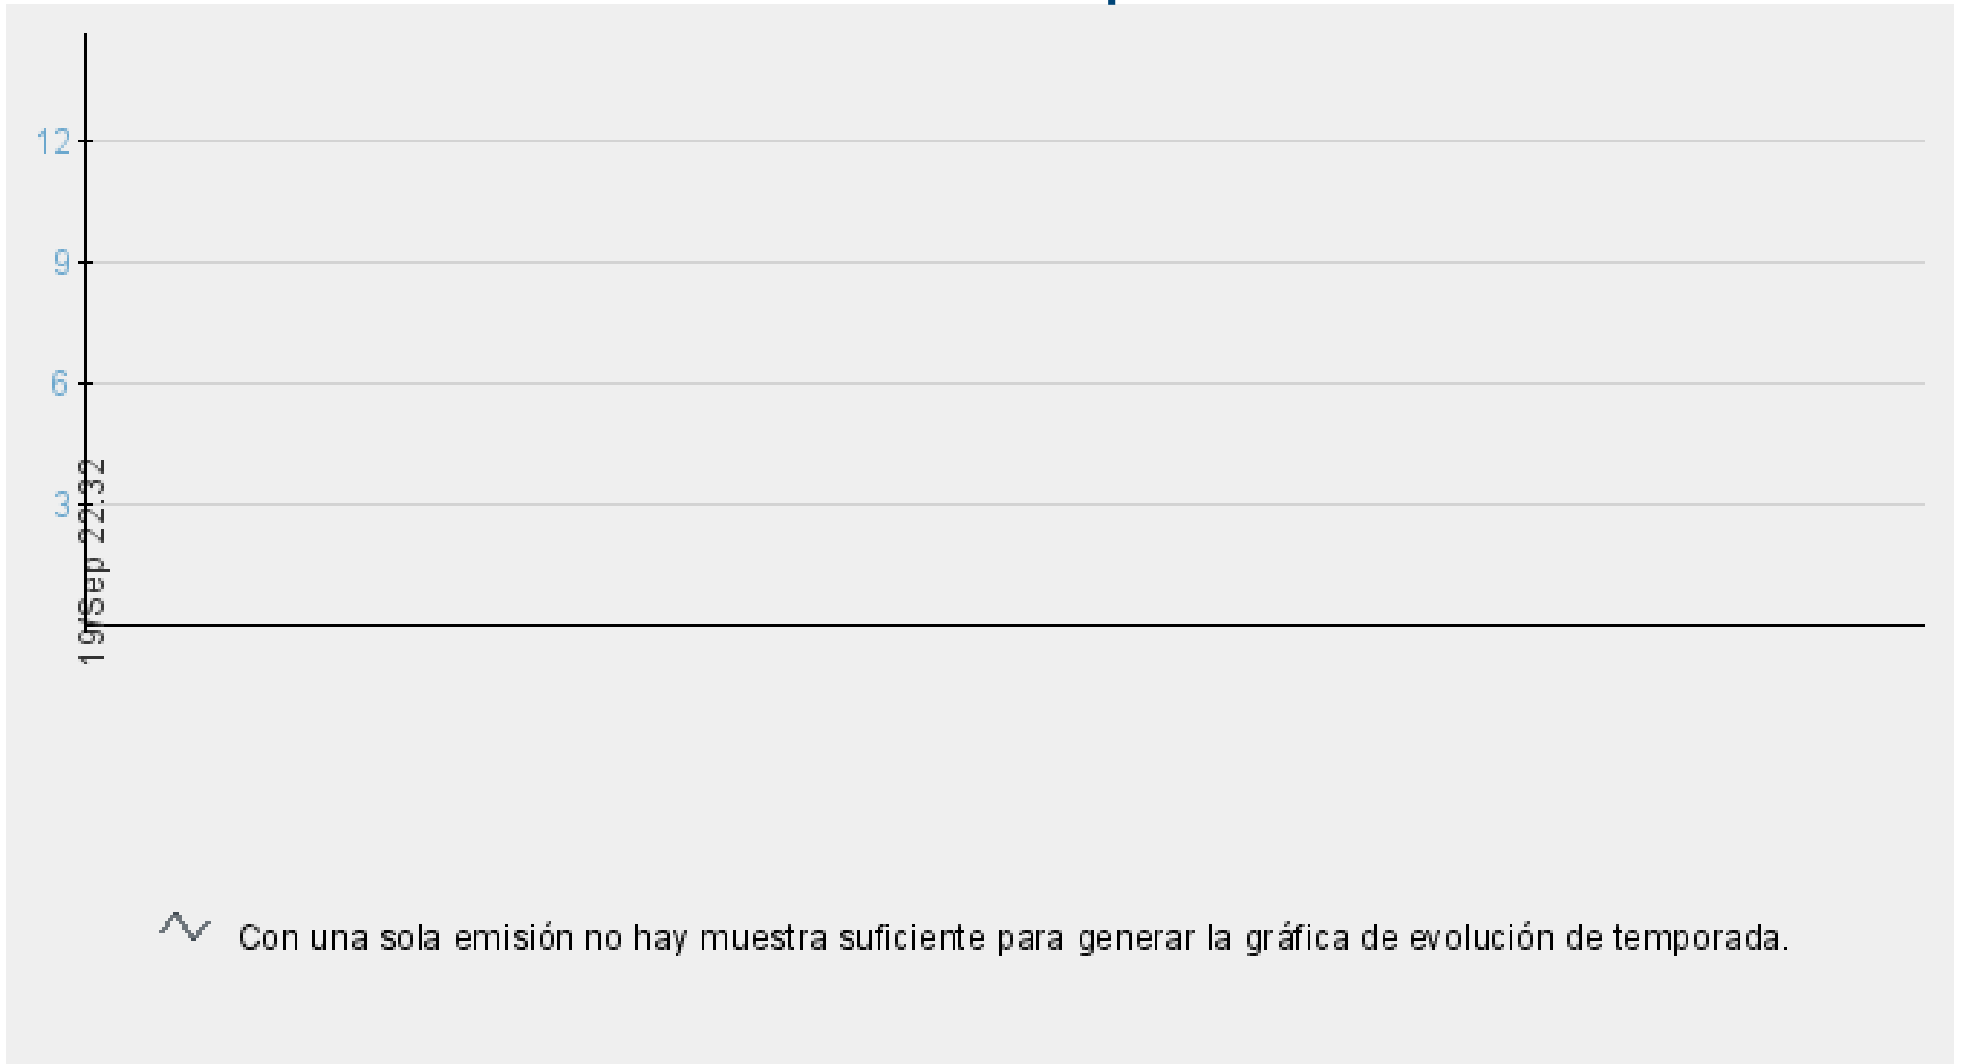 12
9
6
3
19/Sep 22:32
Con una sola emisión no hay muestra suficiente para generar la gráfica de evolución de temporada.